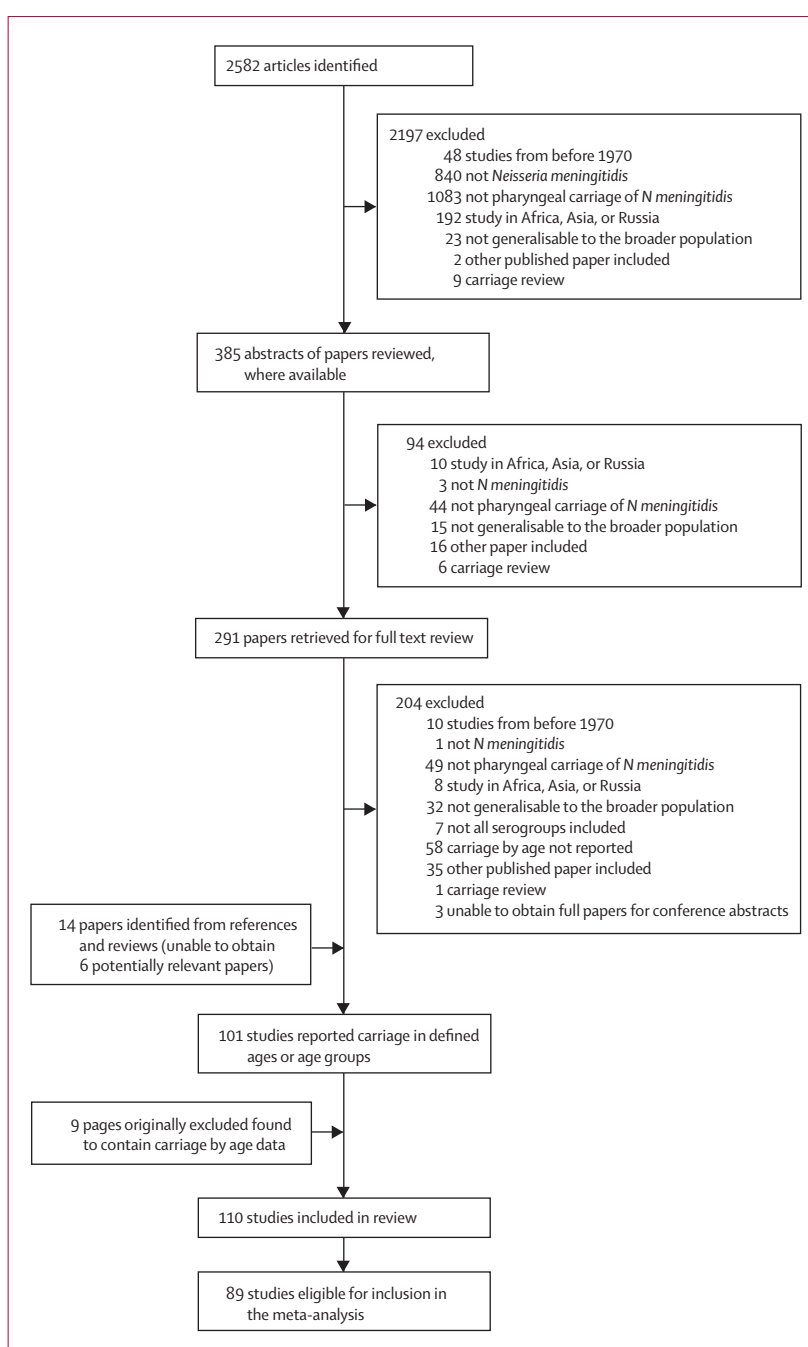 2582 articles identified
2197 excluded
48 studies from before 1970
840 not Neisseria meningitidis
1083 not pharyngeal carriage of N meningitidis
192 study in Africa, Asia, or Russia
23 not generalisable to the broader population
2 other published paper included
9 carriage review
385 abstracts of papers reviewed,
where available
94 excluded
10 study in Africa, Asia, or Russia
3 not N meningitidis
44 not pharyngeal carriage of N meningitidis
15 not generalisable to the broader population
16 other paper included
6 carriage review
291 papers retrieved for full text review
204 excluded
10 studies from before 1970
1 not N meningitidis
49 not pharyngeal carriage of N meningitidis
8 study in Africa, Asia, or Russia
32 not generalisable to the broader population
7 not all serogroups included
58 carriage by age not reported
35 other published paper included
1 carriage review
3 unable to obtain full papers for conference abstracts
14 papers identified from references
and reviews (unable to obtain
6 potentially relevant papers)
101 studies reported carriage in defined
ages or age groups
9 pages originally excluded found
to contain carriage by age data
110 studies included in review
89 studies eligible for inclusion in
the meta-analysis